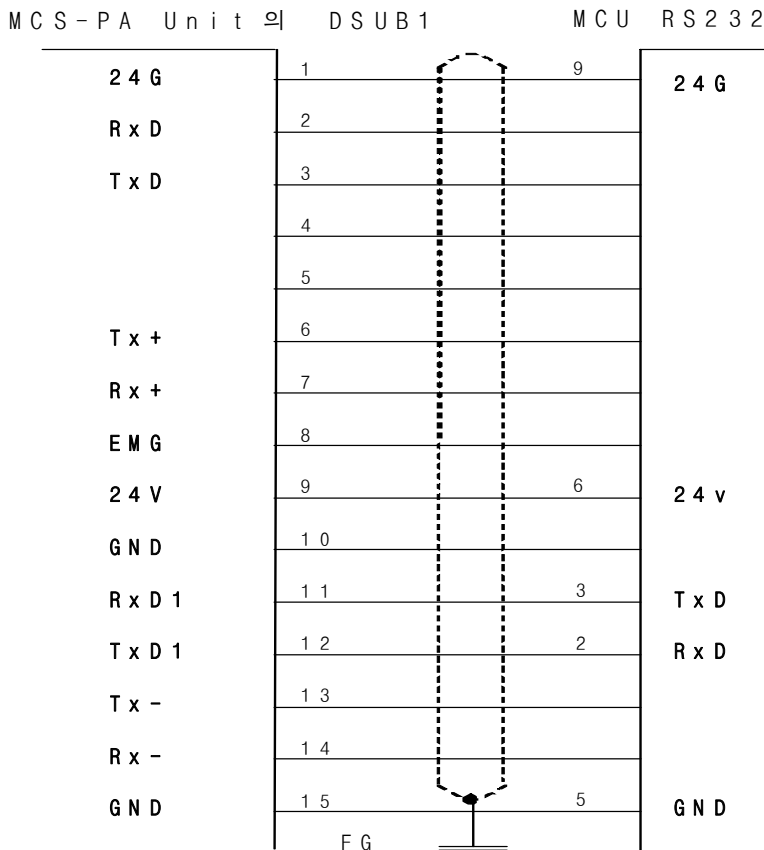 MCS-PA Unit의 DSUB1 MCU RS232
24G 1 9 24G
RxD 2
TxD 3
4
5
Tx+ 6
Rx+ 7
EMG 8
24V 9 6 24v
GND 10
RxD1 11 3 TxD
TxD1 12 2 RxD
Tx- 13
Rx- 14
GND 15 5 GND
FG